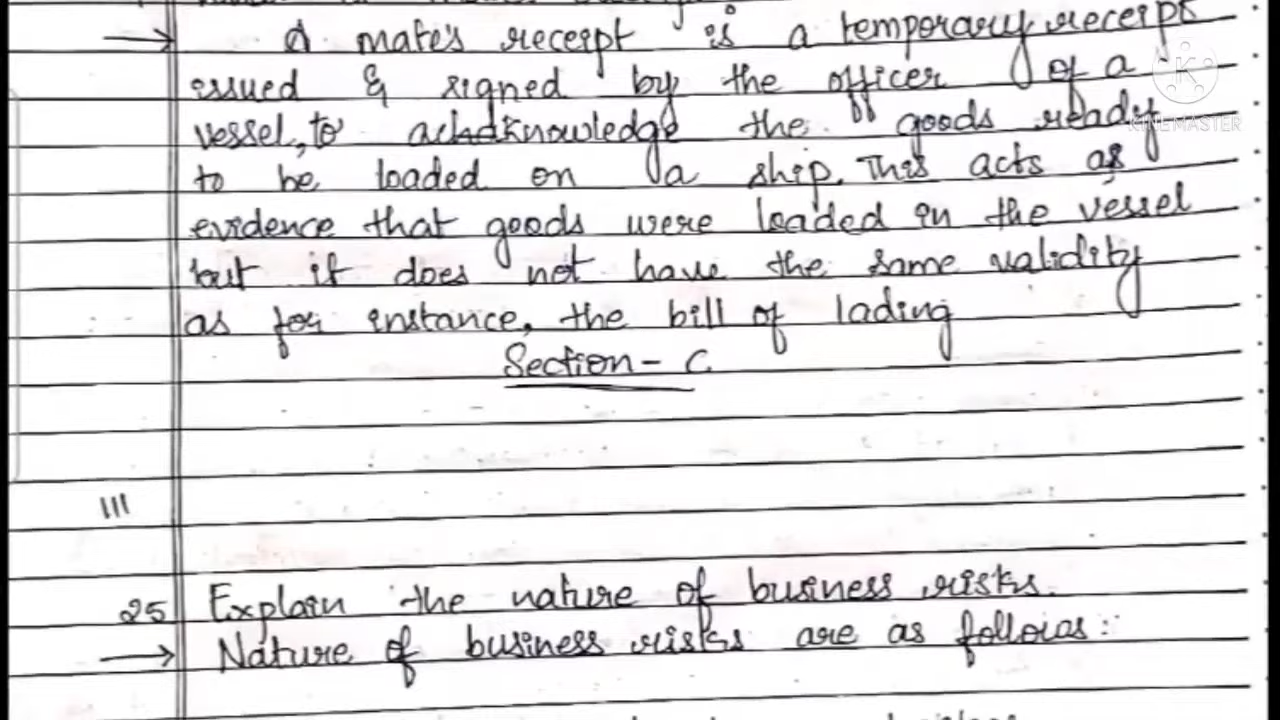 → A mate's receipt is a temporary receipt
issued & signed by the officer of a
vessel, to acknowledge the goods ready
to be loaded on a ship. This acts as
evidence that goods were loaded in the vessel
but it does not have the same validity
as for instance, the bill of lading
Section - C
III
25 Explain the nature of business risks.
→ Nature of business risks are as follows:
KINEMASTER